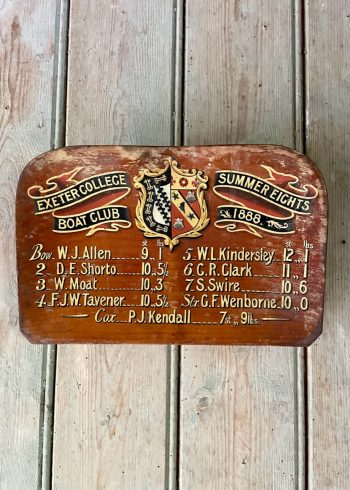 EXETER COLLEGE
BOAT CLUB
SUMMER EIGHTS
1888.
st lbs
Bow. W.J. Allen 9 „ 1
2 D.E. Shorto 10 „ 5½
3 W. Moat 10 „ 3
4. F.J.W. Tavener 10 „ 5½
st lbs
5 W.L. Kindersley 12 „ 1
6 C.R. Clark 11 „ 1
7 S. Swire 10 „ 6
Str G.F. Wenborne 10 „ 0
Cox P.J. Kendall 7st „ 9lbs.